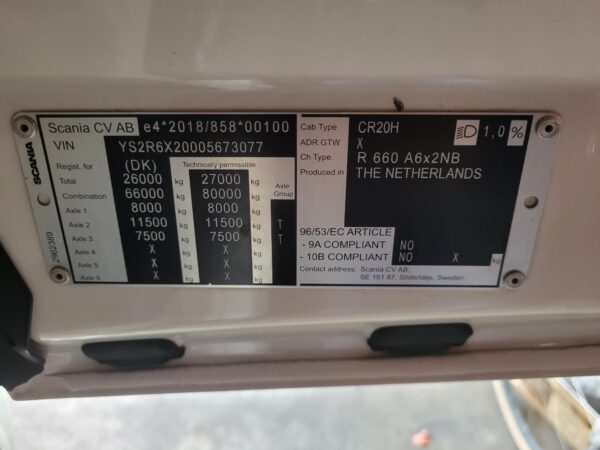 Scania CV AB e4*2018/858*00100
VIN YS2R6X20005673077
Regist. for (DK) Technically permissible
Total 26000 kg 27000 kg Axle Group
Combination 66000 kg 80000 kg
Axle 1 8000 kg 8000 kg
Axle 2 11500 kg 11500 kg T
Axle 3 7500 kg 7500 kg T
Axle 4 X kg X kg
Axle 5 X kg X kg
Axle 6 X kg X kg
SCANIA
2962389
Cab Type CR20H 1,0 %
ADR GTW X
Ch. Type R 660 A6x2NB
Produced in THE NETHERLANDS
96/53/EC ARTICLE
- 9A COMPLIANT NO
- 10B COMPLIANT NO X kg
Contact address: Scania CV AB,
SE 151 87, Södertälje, Sweden.